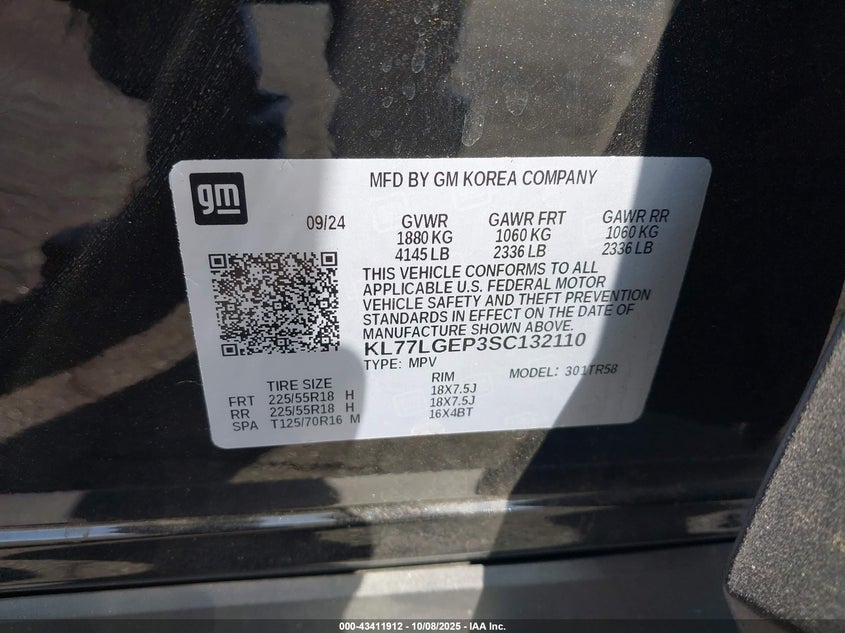 gm
MFD BY GM KOREA COMPANY
09/24 GVWR GAWR FRT GAWR RR
1880 KG 1060 KG 1060 KG
4145 LB 2336 LB 2336 LB
THIS VEHICLE CONFORMS TO ALL
APPLICABLE U.S. FEDERAL MOTOR
VEHICLE SAFETY AND THEFT PREVENTION
STANDARDS IN EFFECT ON THE DATE OF
MANUFACTURE SHOWN ABOVE.
KL77LGEP3SC132110
TYPE: MPV MODEL: 301TR58
TIRE SIZE RIM
FRT 225/55R18 H 18X7.5J
RR 225/55R18 H 18X7.5J
SPA T125/70R16 M 16X4BT
000-43411912 - 10/08/2025 - IAA Inc.